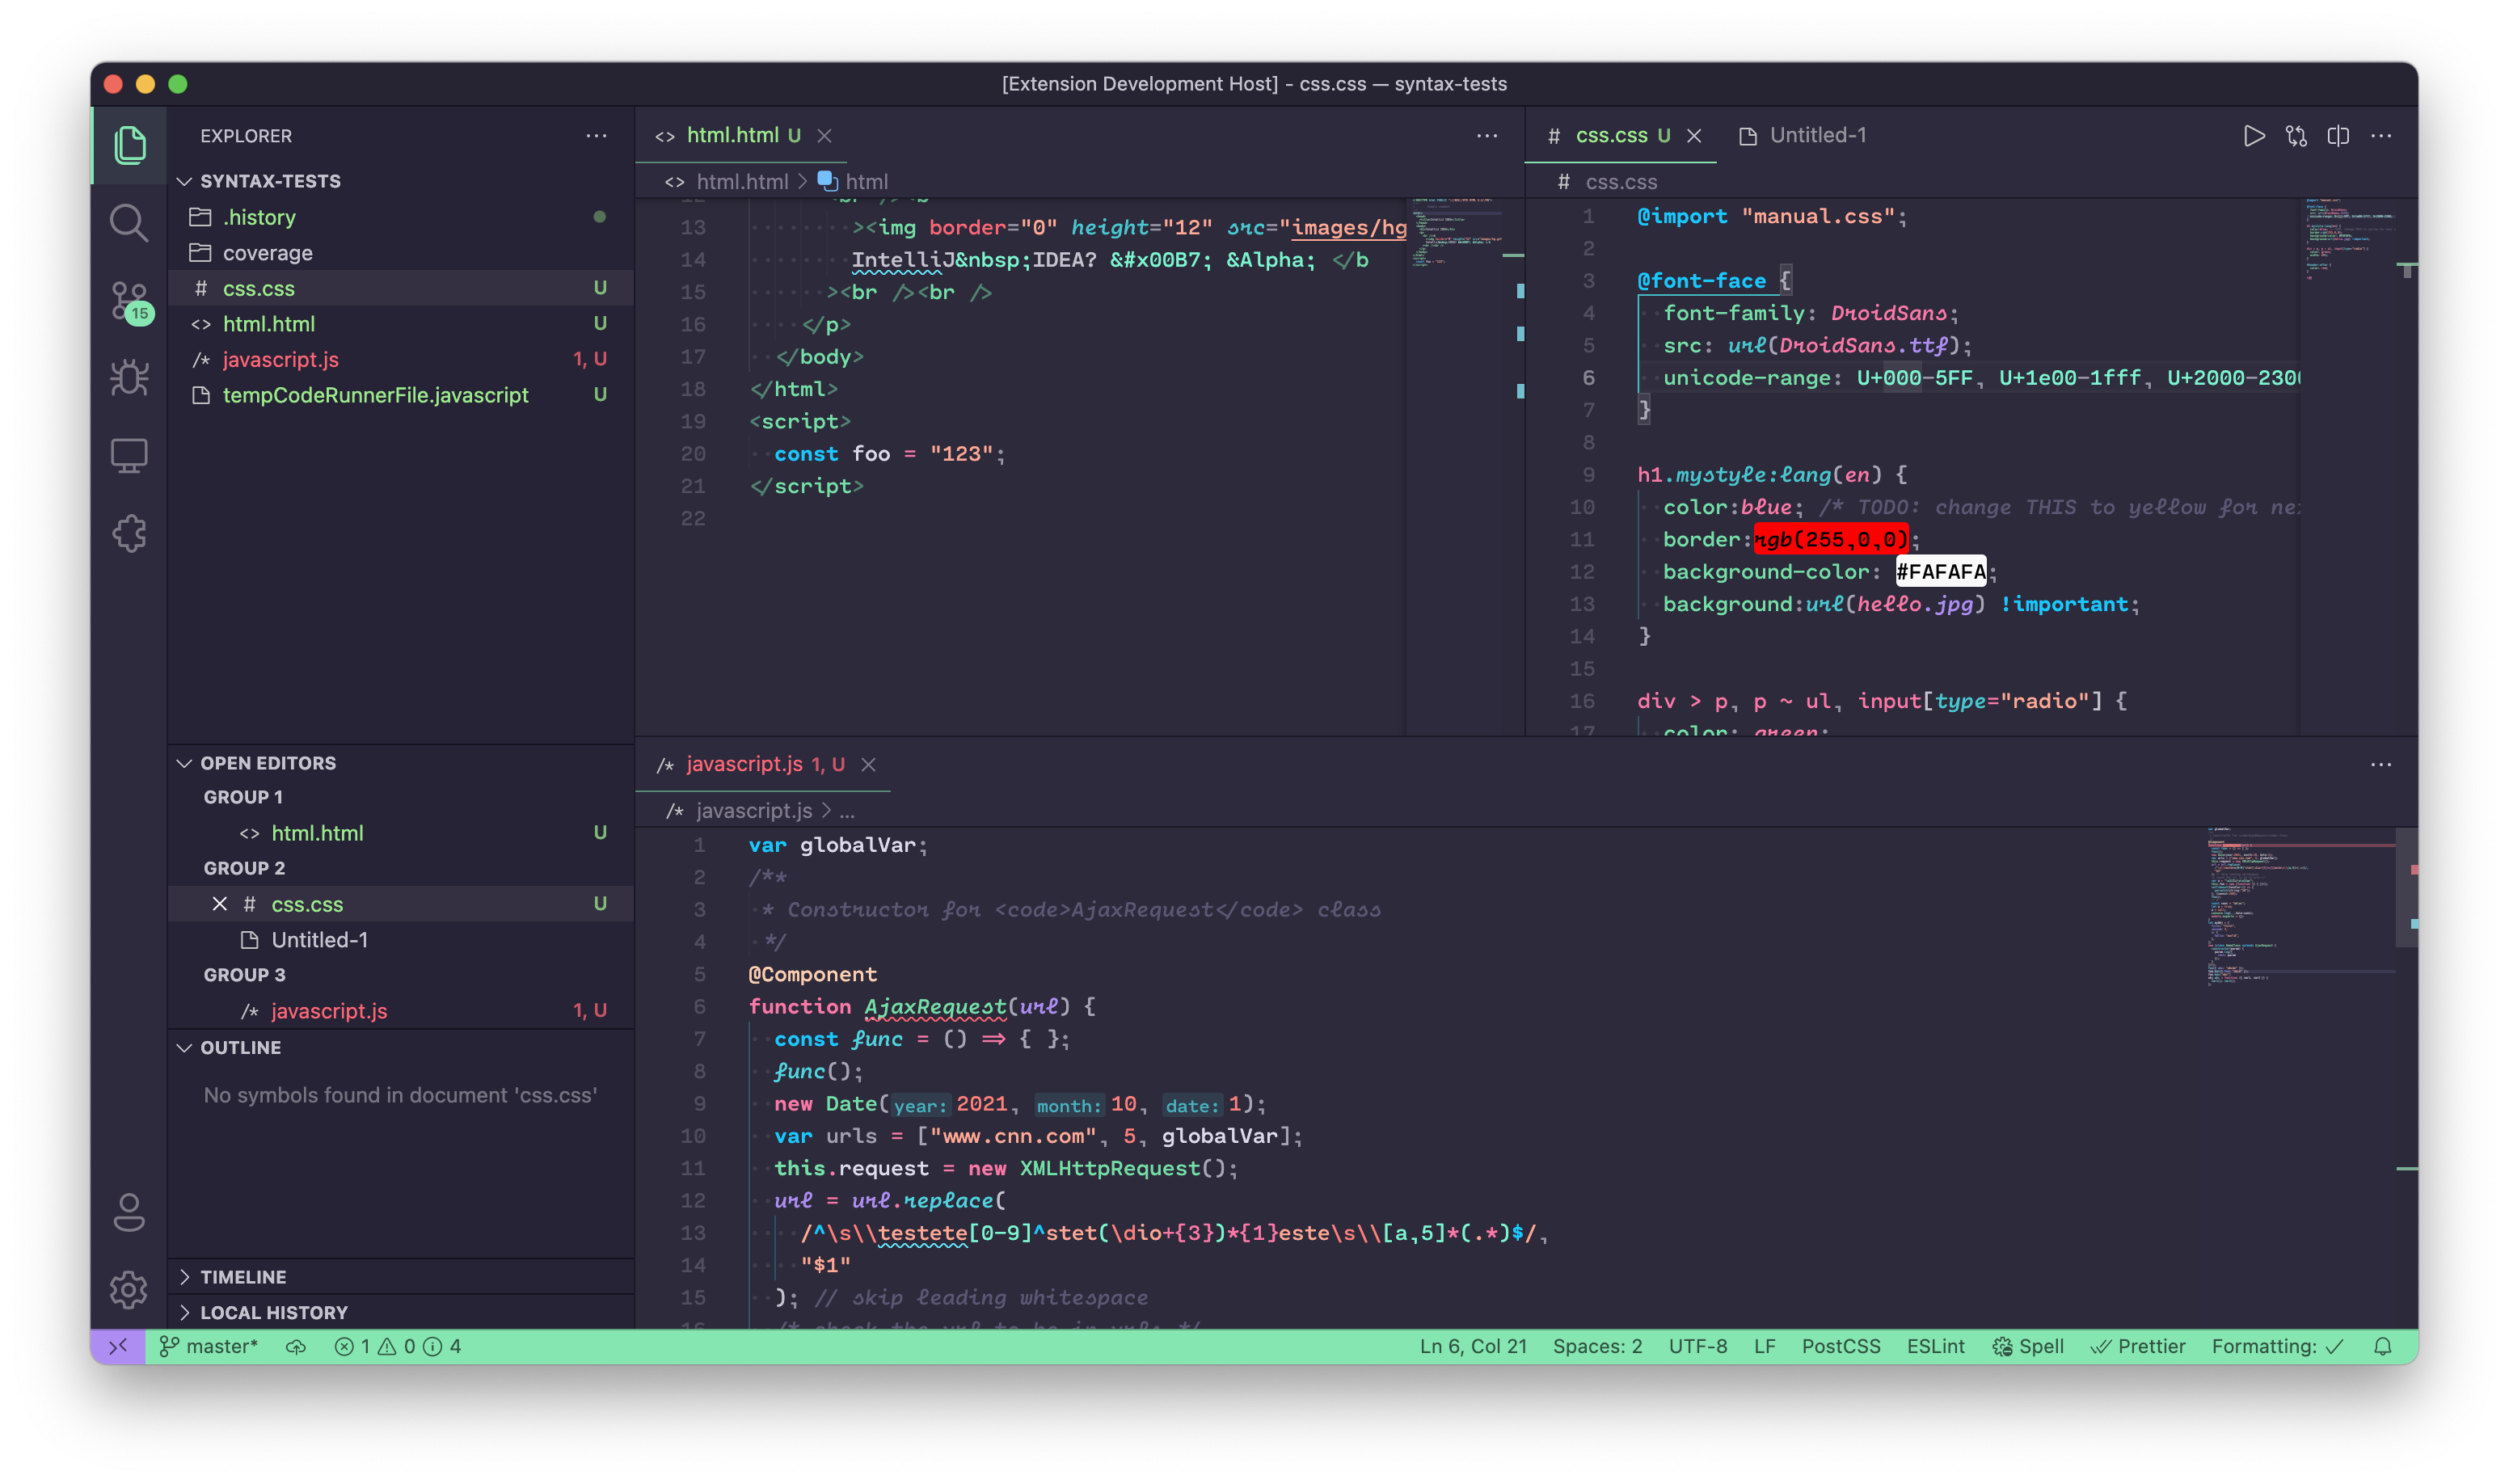 [Extension Development Host] - css.css — syntax-tests
EXPLORER
SYNTAX-TESTS
.history
coverage
# css.css U
<> html.html U
/* javascript.js 1, U
tempCodeRunnerFile.javascript U
15
OPEN EDITORS
GROUP 1
<> html.html U
GROUP 2
# css.css U
Untitled-1
GROUP 3
/* javascript.js 1, U
OUTLINE
No symbols found in document 'css.css'
TIMELINE
LOCAL HISTORY
<> html.html U
<> html.html > html
13 ><img border="0" height="12" src="images/hg
14 IntelliJ&nbsp;IDEA? &#x00B7; &Alpha; </b
15 ><br /><br />
16 </p>
17 </body>
18 </html>
19 <script>
20 const foo = "123";
21 </script>
22
# css.css U Untitled-1
# css.css
1 @import "manual.css";
2
3 @font-face {
4 font-family: DroidSans;
5 src: url(DroidSans.ttf);
6 unicode-range: U+000-5FF, U+1e00-1fff, U+2000-2300
7 }
8
9 h1.mystyle:lang(en) {
10 color:blue; /* TODO: change THIS to yellow for ne
11 border:rgb(255,0,0);
12 background-color: #FAFAFA;
13 background:url(hello.jpg) !important;
14 }
15
16 div > p, p ~ ul, input[type="radio"] {
17 color: green;
/* javascript.js 1, U
/* javascript.js > ...
1 var globalVar;
2 /**
3 * Constructor for <code>AjaxRequest</code> class
4 */
5 @Component
6 function AjaxRequest(url) {
7 const func = () => { };
8 func();
9 new Date(year: 2021, month: 10, date: 1);
10 var urls = ["www.cnn.com", 5, globalVar];
11 this.request = new XMLHttpRequest();
12 url = url.replace(
13 /^\s\\testete[0-9]^stet(\dio+{3})*{1}este\s\\[a,5]*(.*)$/,
14 "$1"
15 ); // skip leading whitespace
16 /* check the url to be in urls */
master* 1 0 4
Ln 6, Col 21 Spaces: 2 UTF-8 LF PostCSS ESLint Spell Prettier Formatting: